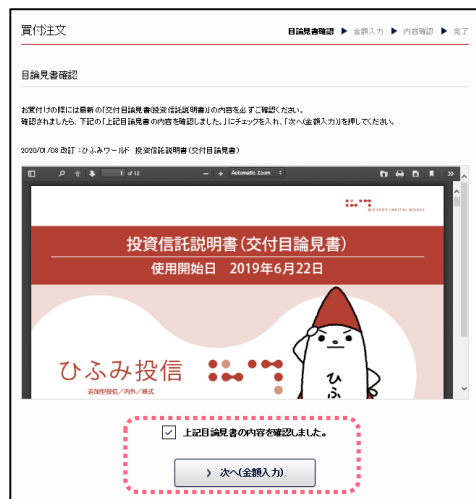 買付注文
目論見書確認 ▶ 金額入力 ▶ 内容確認 ▶ 完了
目論見書確認
お買付けの際には最新の「交付目論見書(投資信託説明書)」の内容を必ずご確認ください。
確認されましたら、下記の「上記目論見書の内容を確認しました。」にチェックを入れ、「次へ(金額入力)」を押してください。
2020/01/08 改訂 : ひふみワールド 投資信託説明書(交付目論見書)
1 of 12 − + Automatic Zoom
RHEOS CAPITAL WORKS
投資信託説明書(交付目論見書)
使用開始日 2019年6月22日
ひふみ投信
追加型投信/内外/株式
ひふ
上記目論見書の内容を確認しました。
次へ(金額入力)